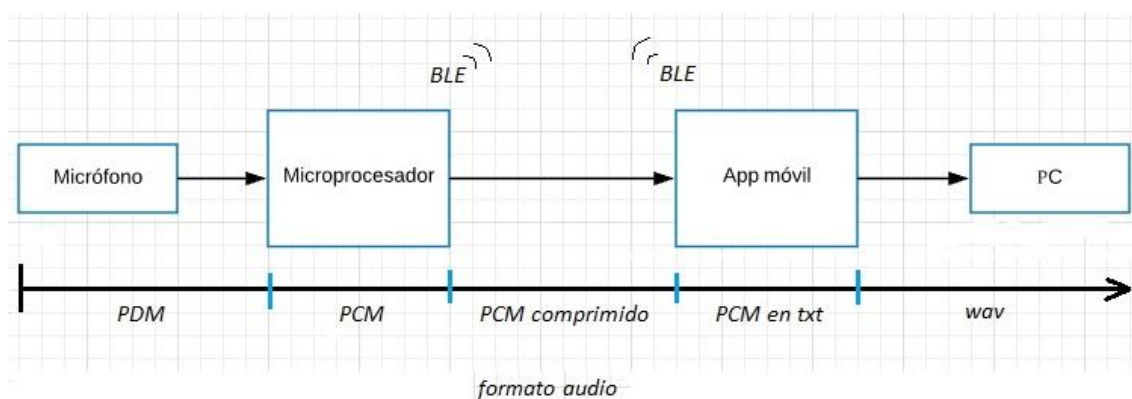 BLE
BLE
Micrófono
Microprocesador
App móvil
PC
PDM
PCM
PCM comprimido
PCM en txt
wav
formato audio